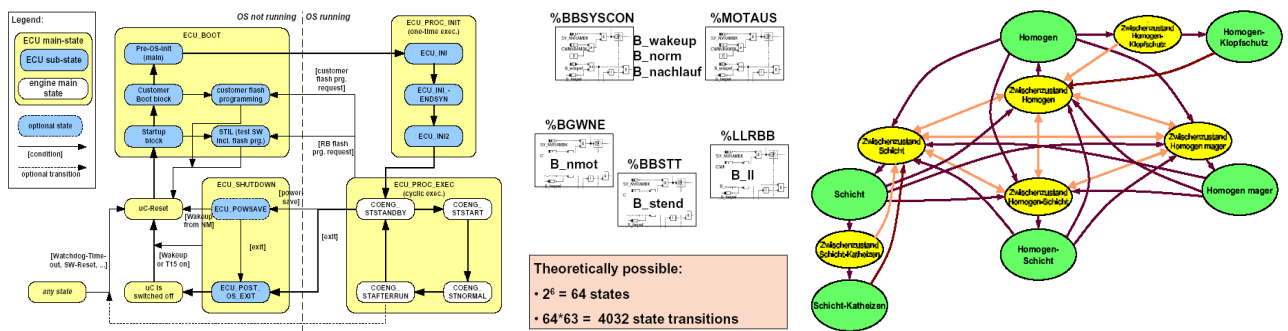 Legend:
ECU main-state
ECU sub-state
engine main
state
optional state
[condition]
optional transition
OS not running
OS running
ECU_BOOT
Pre-OS-Init
(main)
Customer
Boot block
customer flash
programming
Startup
block
STIL (test SW
incl. flash prg.)
[customer
flash prg.
request]
[RB flash
prg. request]
ECU_PROC_INIT
(one-time exec.)
ECU_INI
ECU_INI_-
ENDSYN
ECU_INI2
uC-Reset
ECU_SHUTDOWN
ECU_POWSAVE
[power-
save]
[Wakeup
from NM]
[exit]
[exit]
[Wakeup
or T15 on]
[Watchdog-Time-
out, SW-Reset, ...]
any state
uC is
switched off
ECU_POST_
OS_EXIT
ECU_PROC_EXEC
(cyclic exec.)
COENG_
STSTANDBY
COENG_
STSTART
COENG_
STAFTERRUN
COENG_
STNORMAL
%BBSYSCON
B_wakeup
B_norm
B_nachlauf
%MOTAUS
%BGWNE
B_nmot
%BBSTT
B_stend
%LLRBB
B_ll
Theoretically possible:
• 2⁶ = 64 states
• 64*63 = 4032 state transitions
Homogen
Zwischenzustand
Homogen-
Klopfschutz
Homogen-
Klopfschutz
Zwischenzustand
Homogen
Zwischenzustand
Schicht
Zwischenzustand
Homogen mager
Schicht
Zwischenzustand
Homogen-Schicht
Homogen mager
Zwischenzustand
Schicht-Katheizen
Homogen-
Schicht
Schicht-Katheizen